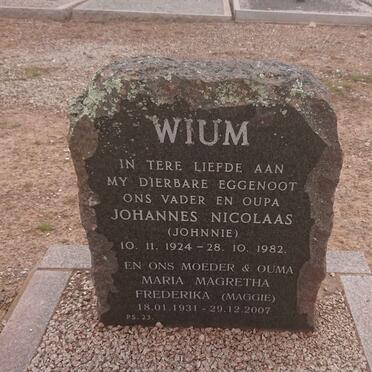 WIUM
IN TERE LIEFDE AAN
MY DIERBARE EGGENOOT
ONS VADER EN OUPA
JOHANNES NICOLAAS
(JOHNNIE)
10. 11. 1924 – 28. 10. 1982.
EN ONS MOEDER & OUMA
MARIA MAGRETHA
FREDERIKA (MAGGIE)
18.01.1931 - 29.12.2007
PS. 23.